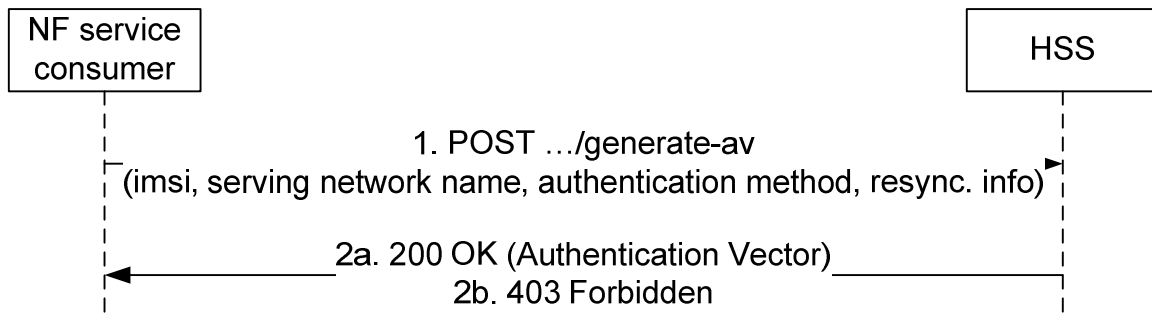 NF service
consumer
HSS
1. POST …/generate-av
(imsi, serving network name, authentication method, resync. info)
2a. 200 OK (Authentication Vector)
2b. 403 Forbidden